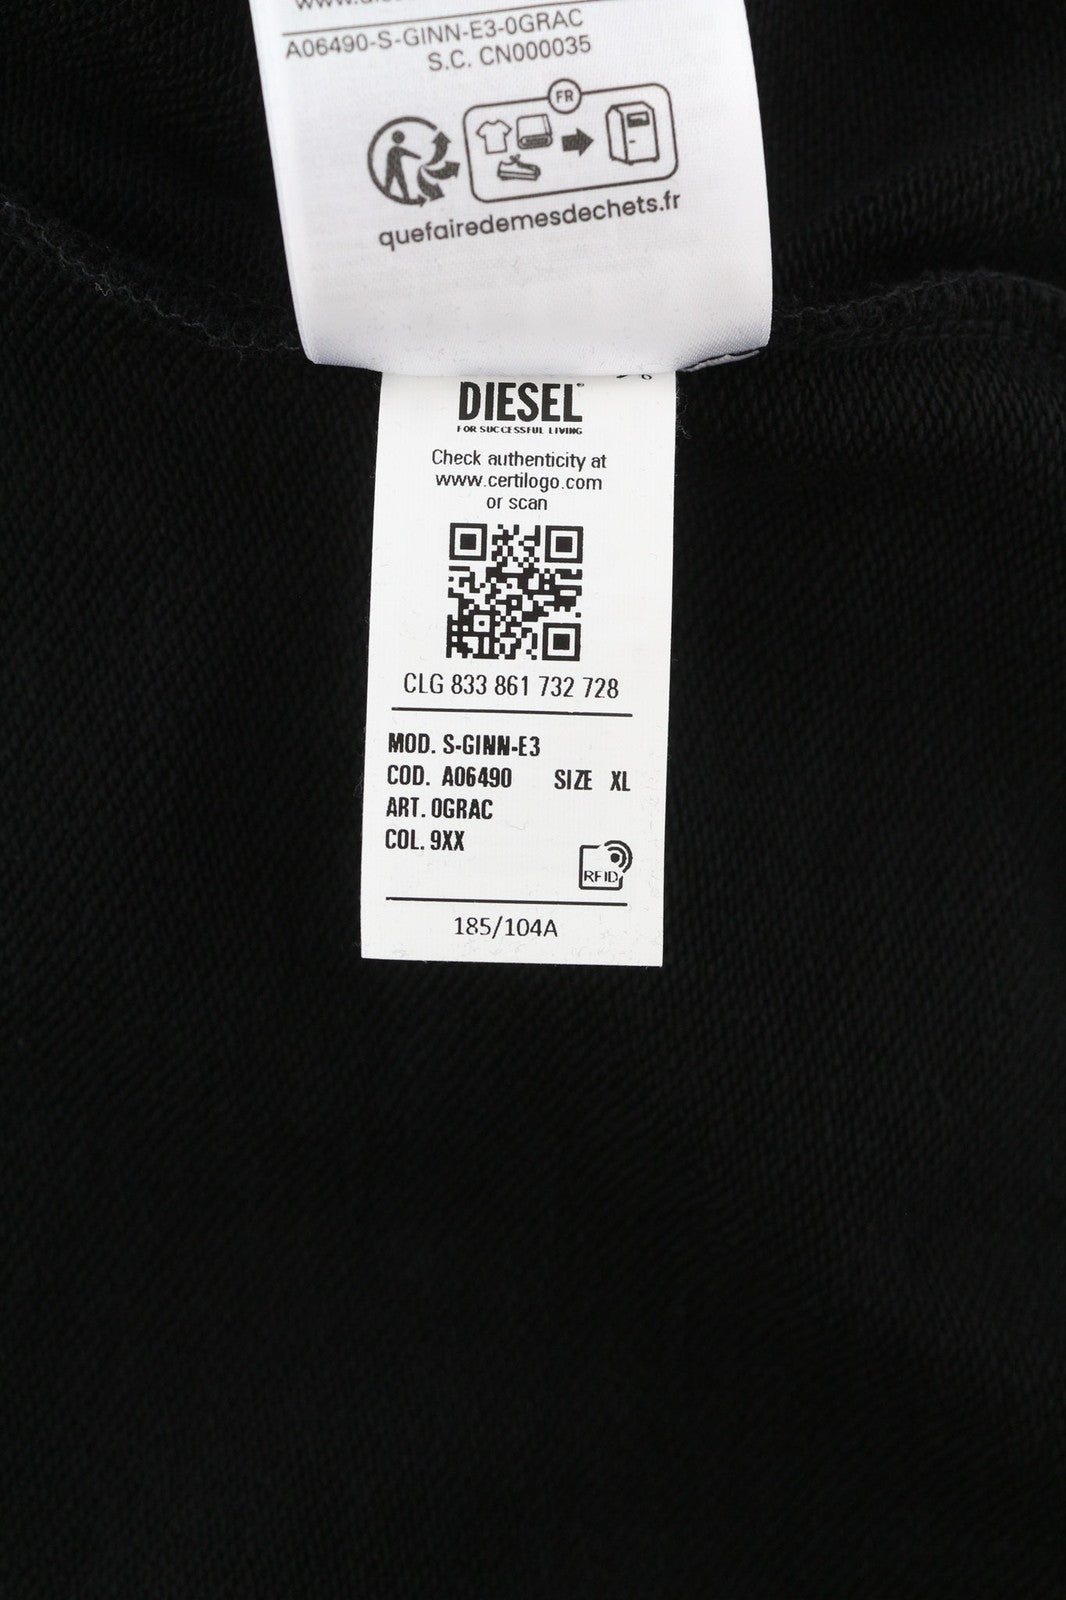 A06490-S-GINN-E3-0GRAC
S.C. CN000035
FR
quefairedemesdechets.fr
DIESEL
FOR SUCCESSFUL LIVING
Check authenticity at
www.certilogo.com
or scan
CLG 833 861 732 728
MOD. S-GINN-E3
COD. A06490 SIZE XL
ART. 0GRAC
COL. 9XX
RFID
185/104A